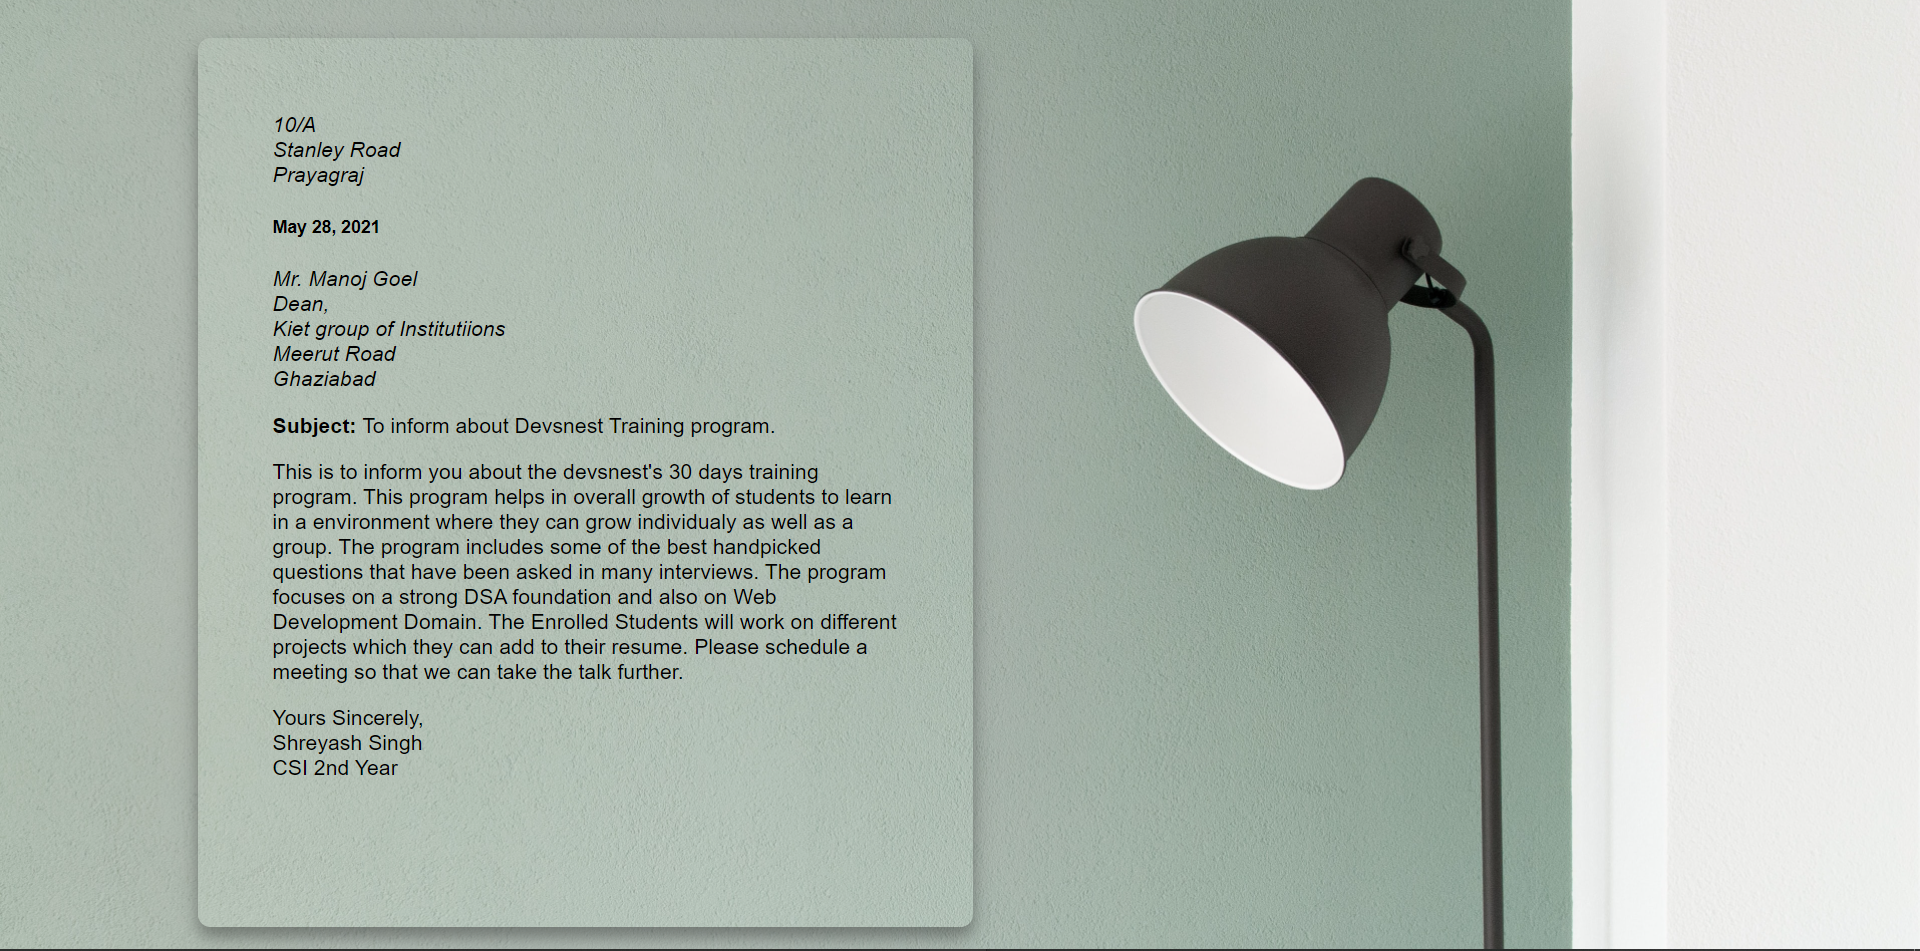 10/A
Stanley Road
Prayagraj
May 28, 2021
Mr. Manoj Goel
Dean,
Kiet group of Institutiions
Meerut Road
Ghaziabad
Subject: To inform about Devsnest Training program.
This is to inform you about the devsnest's 30 days training
program. This program helps in overall growth of students to learn
in a environment where they can grow individualy as well as a
group. The program includes some of the best handpicked
questions that have been asked in many interviews. The program
focuses on a strong DSA foundation and also on Web
Development Domain. The Enrolled Students will work on different
projects which they can add to their resume. Please schedule a
meeting so that we can take the talk further.
Yours Sincerely,
Shreyash Singh
CSI 2nd Year